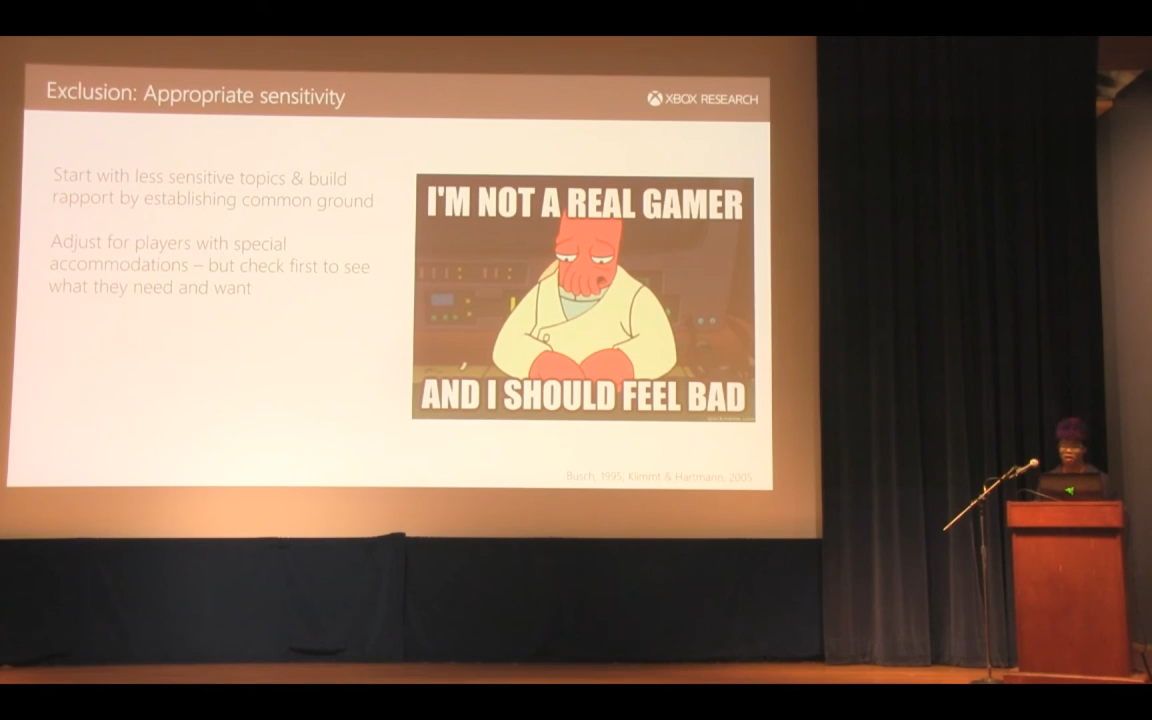 Exclusion: Appropriate sensitivity
XBOX RESEARCH
Start with less sensitive topics & build
rapport by establishing common ground
Adjust for players with special
accommodations – but check first to see
what they need and want
I'M NOT A REAL GAMER
AND I SHOULD FEEL BAD
Busch, 1995, Klimmt & Hartmann, 2005